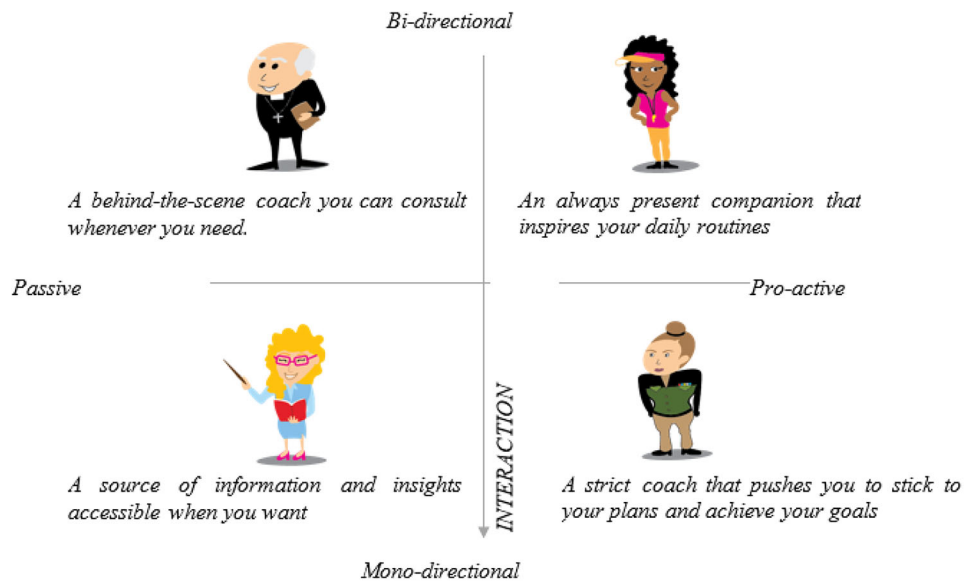 Bi-directional
A behind-the-scene coach you can consult
whenever you need.
An always present companion that
inspires your daily routines
Passive
Pro-active
INTERACTION
A source of information and insights
accessible when you want
A strict coach that pushes you to stick to
your plans and achieve your goals
Mono-directional